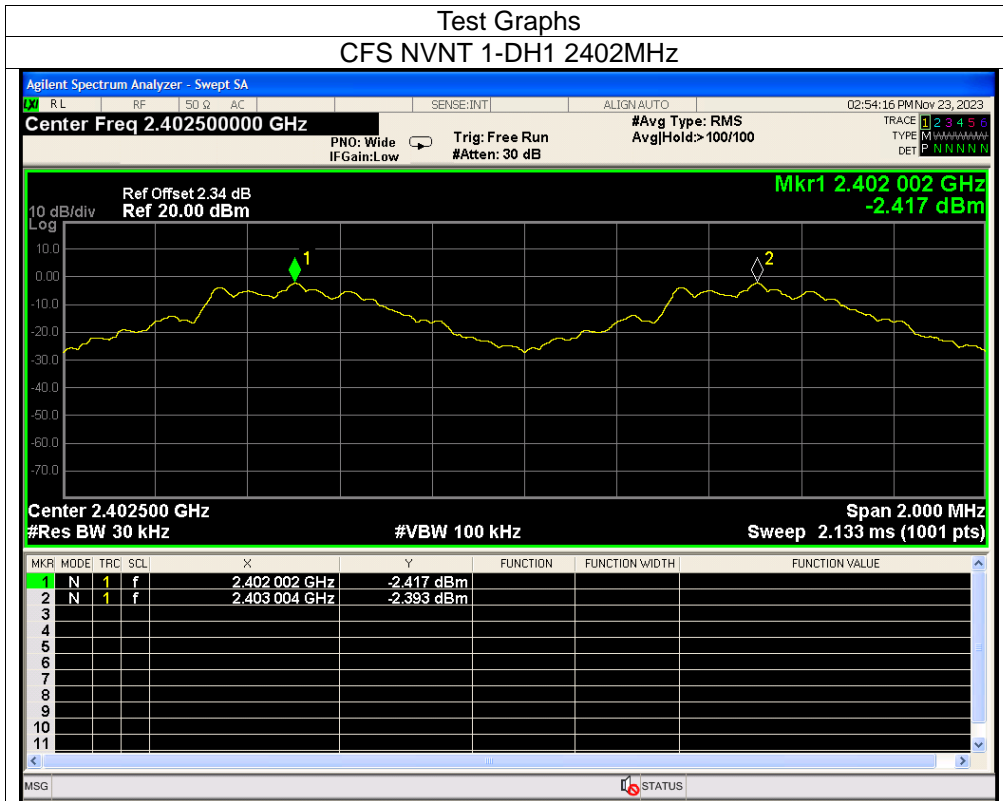 Test Graphs
CFS NVNT 1-DH1 2402MHz
Agilent Spectrum Analyzer - Swept SA
LXI RL RF 50 Ω AC SENSE:INT ALIGN AUTO 02:54:16 PM Nov 23, 2023
Center Freq 2.402500000 GHz #Avg Type: RMS TRACE 1 2 3 4 5 6
PNO: Wide Trig: Free Run Avg|Hold:>100/100 TYPE M WWWWW
IFGain:Low #Atten: 30 dB DET P N N N N N
Mkr1 2.402 002 GHz
Ref Offset 2.34 dB
10 dB/div Ref 20.00 dBm -2.417 dBm
Log
10.0
1
2
0.00
-10.0
-20.0
-30.0
-40.0
-50.0
-60.0
-70.0
Center 2.402500 GHz Span 2.000 MHz
#Res BW 30 kHz #VBW 100 kHz Sweep 2.133 ms (1001 pts)
MKR MODE TRC SCL X Y FUNCTION FUNCTION WIDTH FUNCTION VALUE
1 N 1 f 2.402 002 GHz -2.417 dBm
2 N 1 f 2.403 004 GHz -2.393 dBm
3
4
5
6
7
8
9
10
11
MSG STATUS